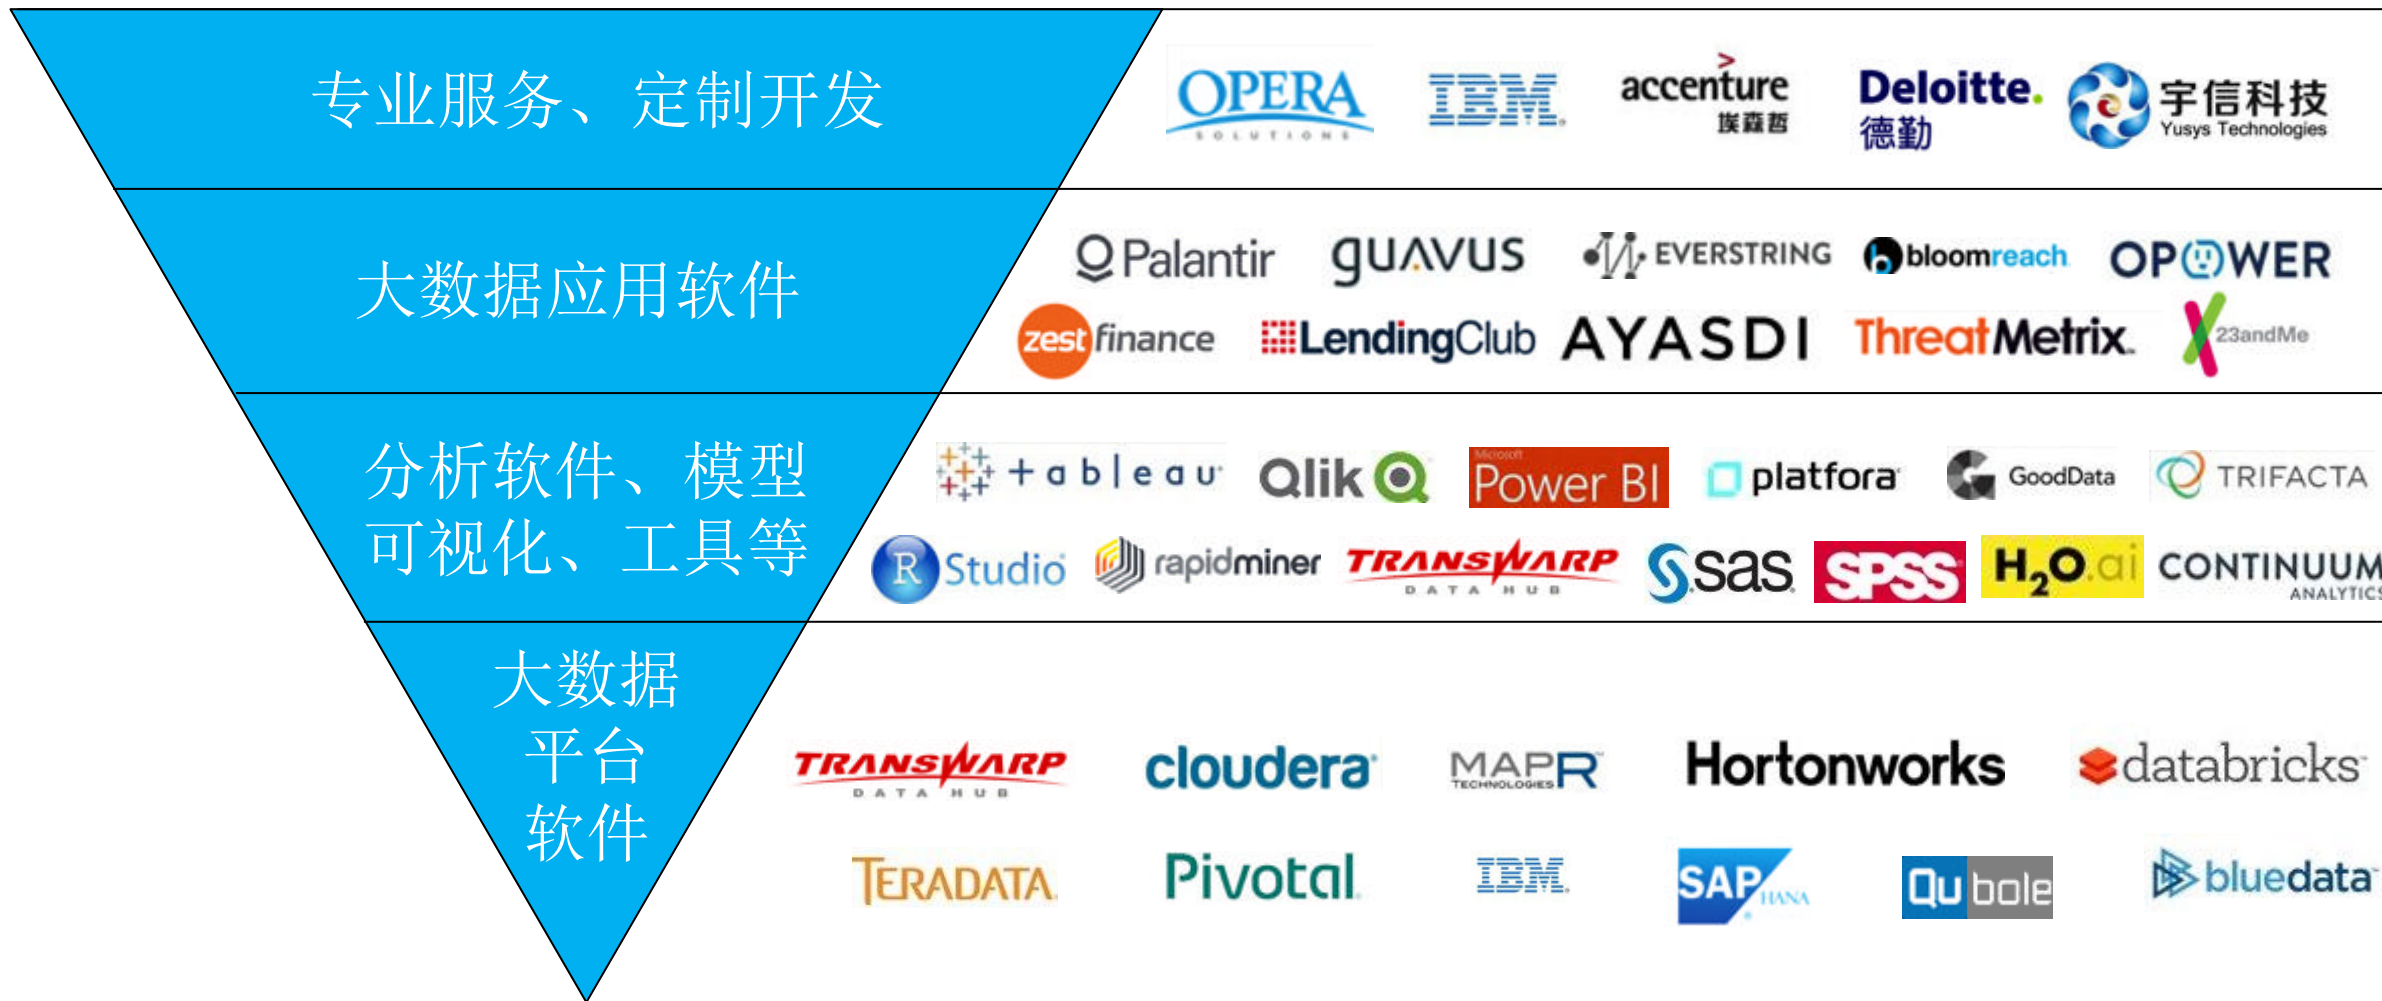 专业服务、定制开发
OPERA
SOLUTIONS
IBM®
accenture
埃森哲
Deloitte.
德勤
宇信科技
Yusys Technologies
大数据应用软件
Palantir
guavus
EVERSTRING
bloomreach
OPOWER
zestfinance
LendingClub
AYASDI
ThreatMetrix™
23andMe
分析软件、模型
可视化、工具等
+ableau
Qlik
Microsoft
Power BI
platfora
GoodData
TRIFACTA
R Studio
rapidminer
TRANSWARP
DATA HUB
sas
SPSS
H₂O.ai
CONTINUUM
ANALYTICS
大数据
平台
软件
TRANSWARP
DATA HUB
cloudera
MAPR
TECHNOLOGIES
Hortonworks
databricks
TERADATA
Pivotal
IBM®
SAP
HANA
Qubole
bluedata